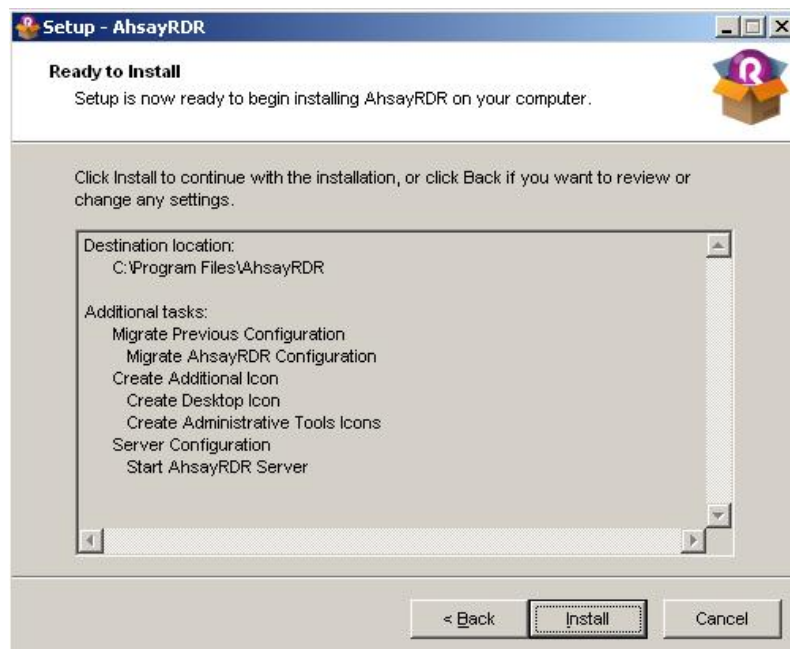 Setup - AhsayRDR
Ready to Install
Setup is now ready to begin installing AhsayRDR on your computer.
R
Click Install to continue with the installation, or click Back if you want to review or
change any settings.
Destination location:
C:\Program Files\AhsayRDR
Additional tasks:
Migrate Previous Configuration
Migrate AhsayRDR Configuration
Create Additional Icon
Create Desktop Icon
Create Administrative Tools Icons
Server Configuration
Start AhsayRDR Server
< Back
Install
Cancel